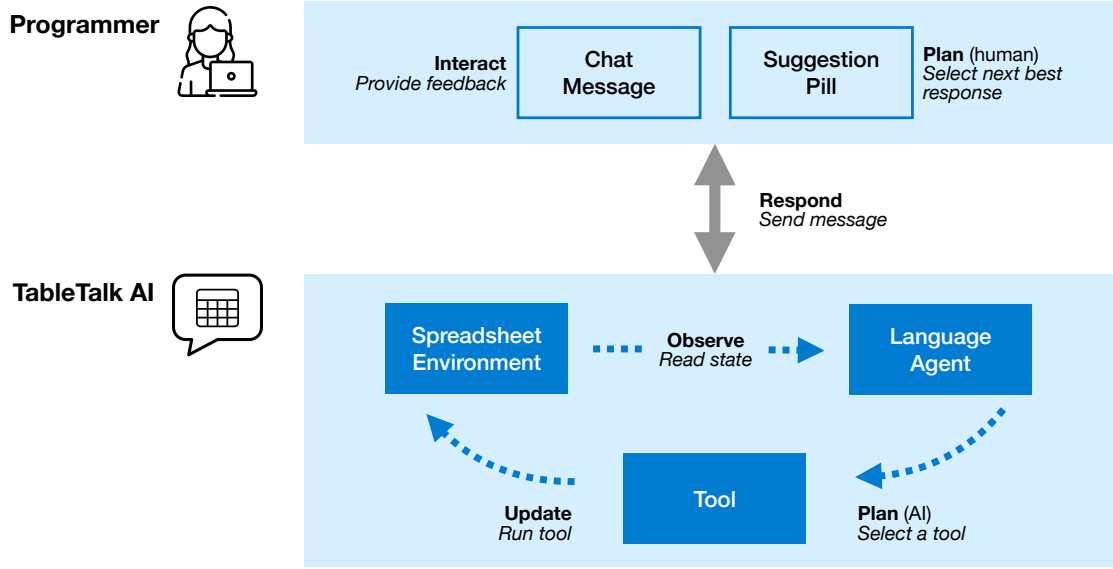 Programmer
Interact
Provide feedback
Chat
Message
Suggestion
Pill
Plan (human)
Select next best
response
Respond
Send message
TableTalk AI
Spreadsheet
Environment
Observe
Read state
Language
Agent
Update
Run tool
Tool
Plan (AI)
Select a tool